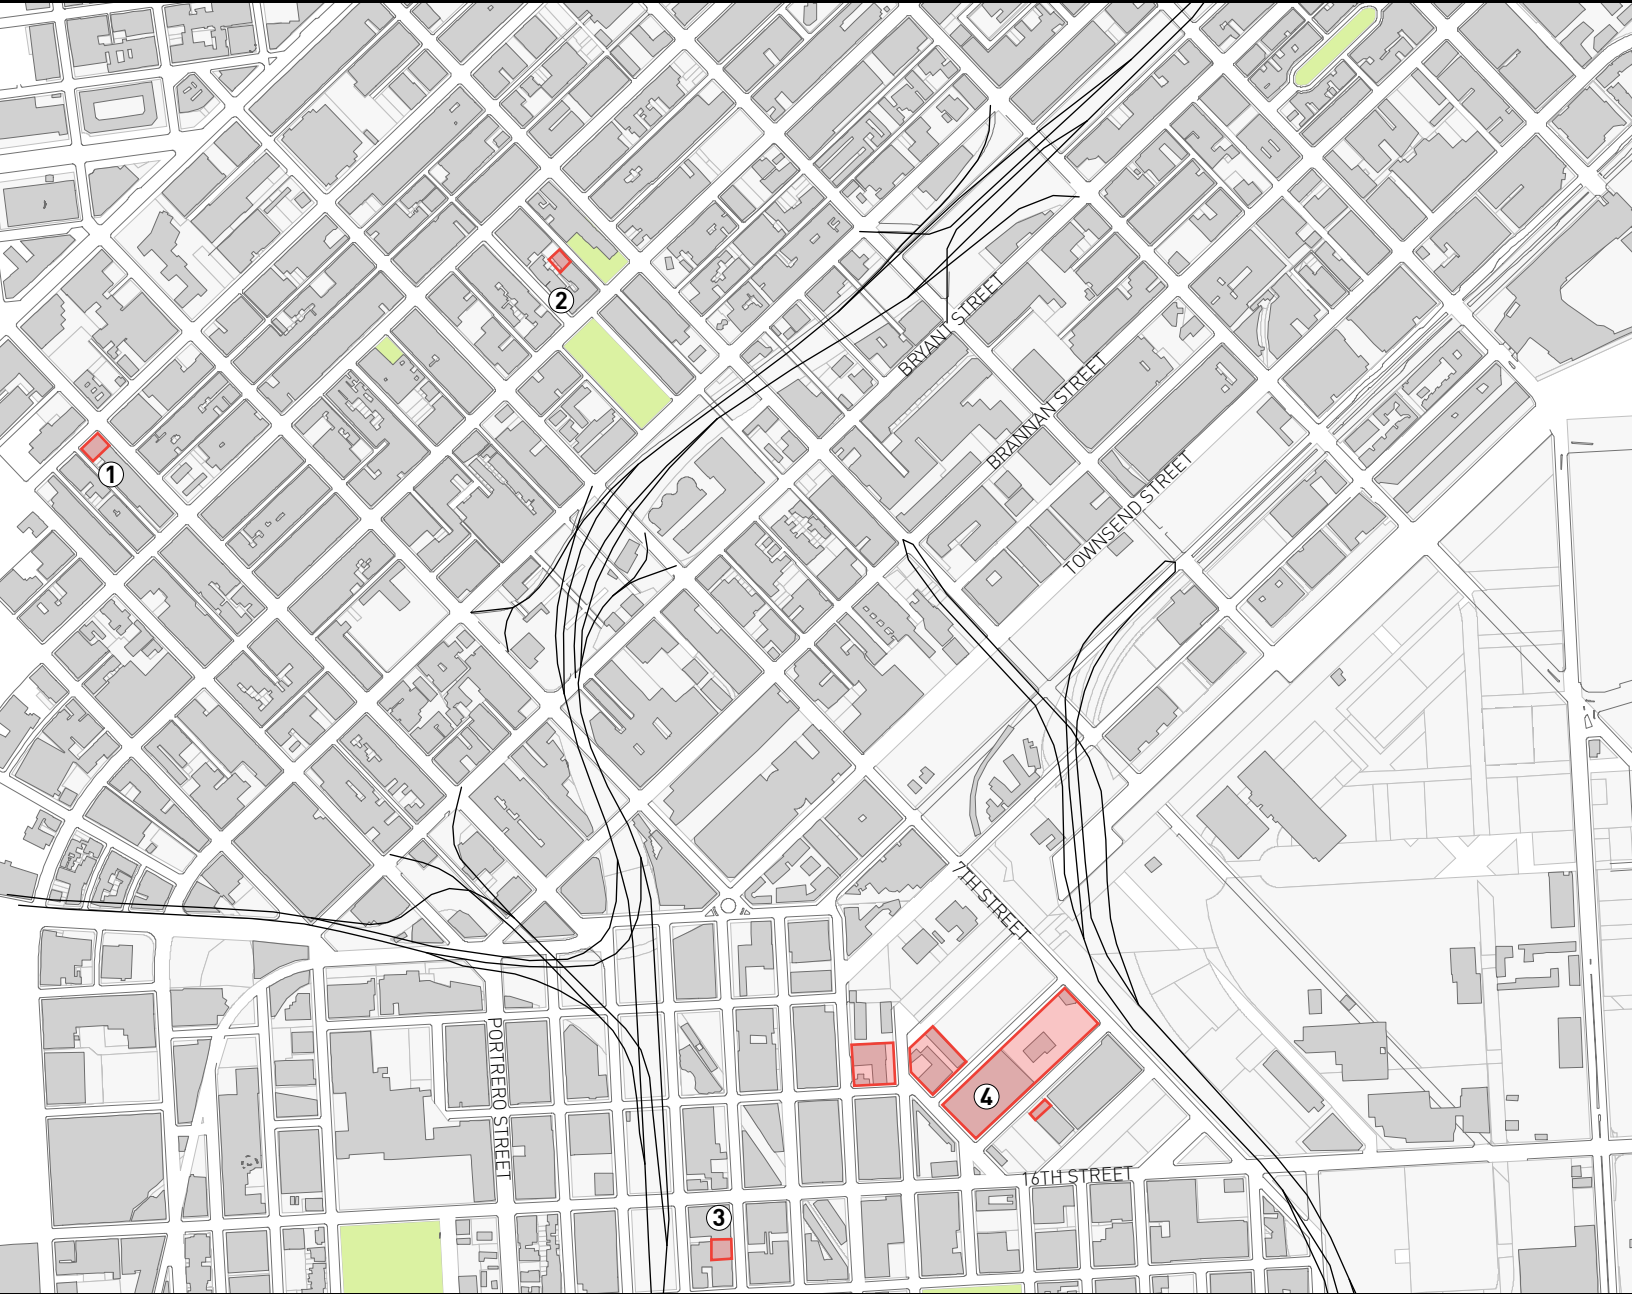 2
BRYANT STREET
BRANNAN STREET
1
TOWNSEND STREET
7TH STREET
PORTRERO STREET
4
16TH STREET
3